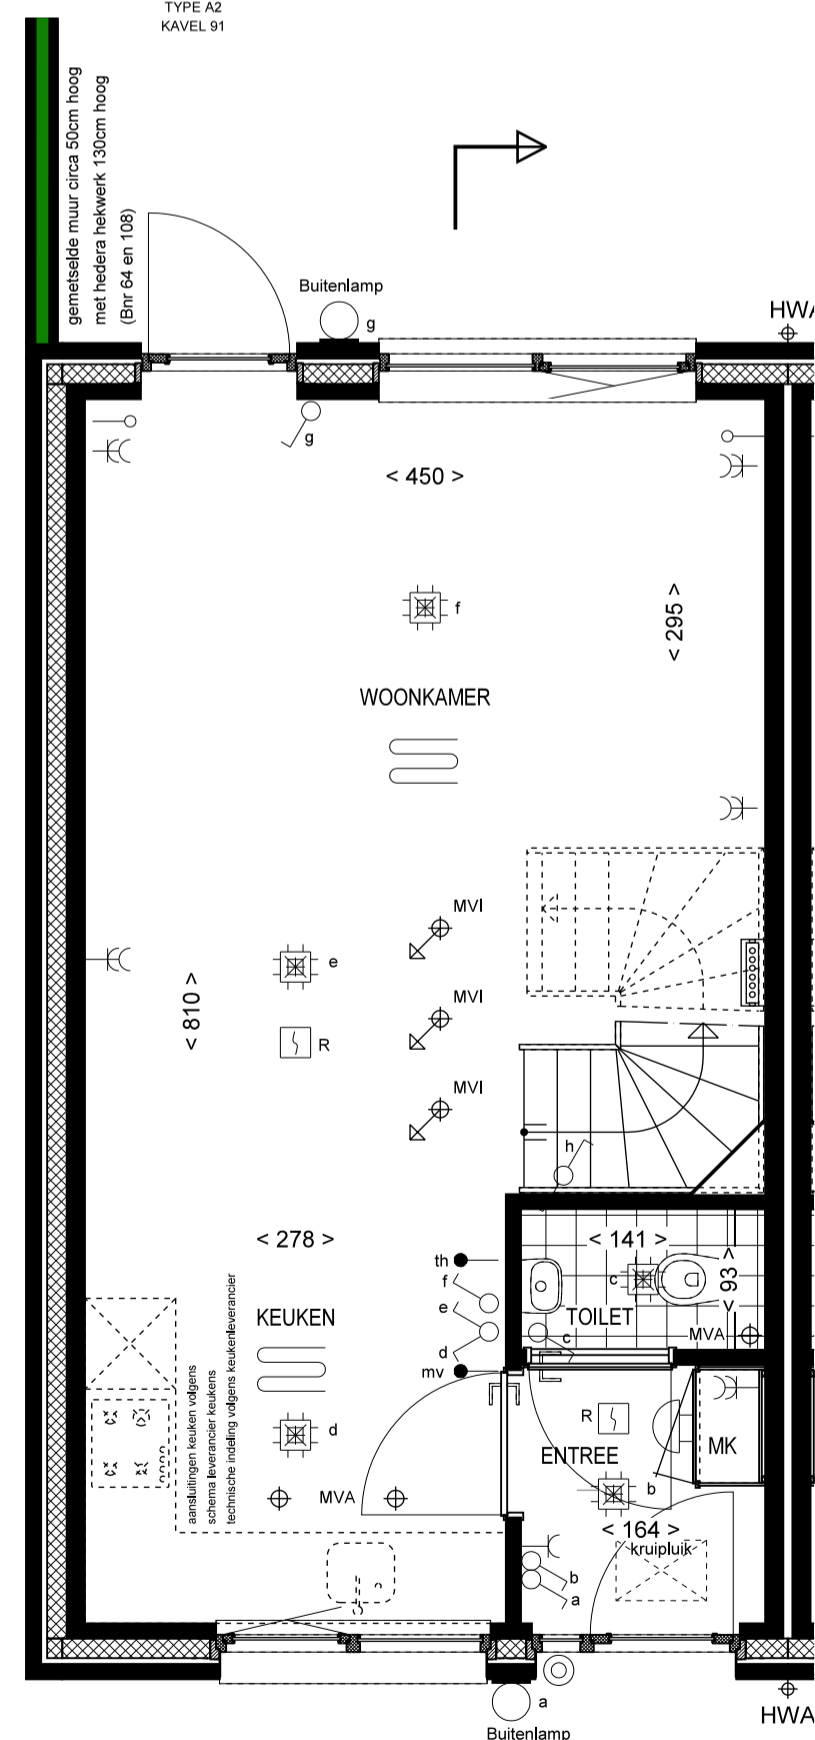 TYPE A2
KAVEL 91
gemetselde muur circa 50cm hoog
met hedera hekwerk 130cm hoog
(Bnr 64 en 108)
Buitenlamp
g
HWA
g
< 450 >
f
< 295 >
WOONKAMER
MVI
e
MVI
< 810 >
R
MVI
h
< 278 >
< 141 >
th
f
c
< 93 >
e
KEUKEN
TOILET
MVA
d
c
mv
aansluitingen keuken volgens
schema leverancier keukens
technische indeling volgens keukenleverancier
R
d
ENTREE
MK
b
MVA
< 164 >
kruipluik
b
a
a
HWA
Buitenlamp